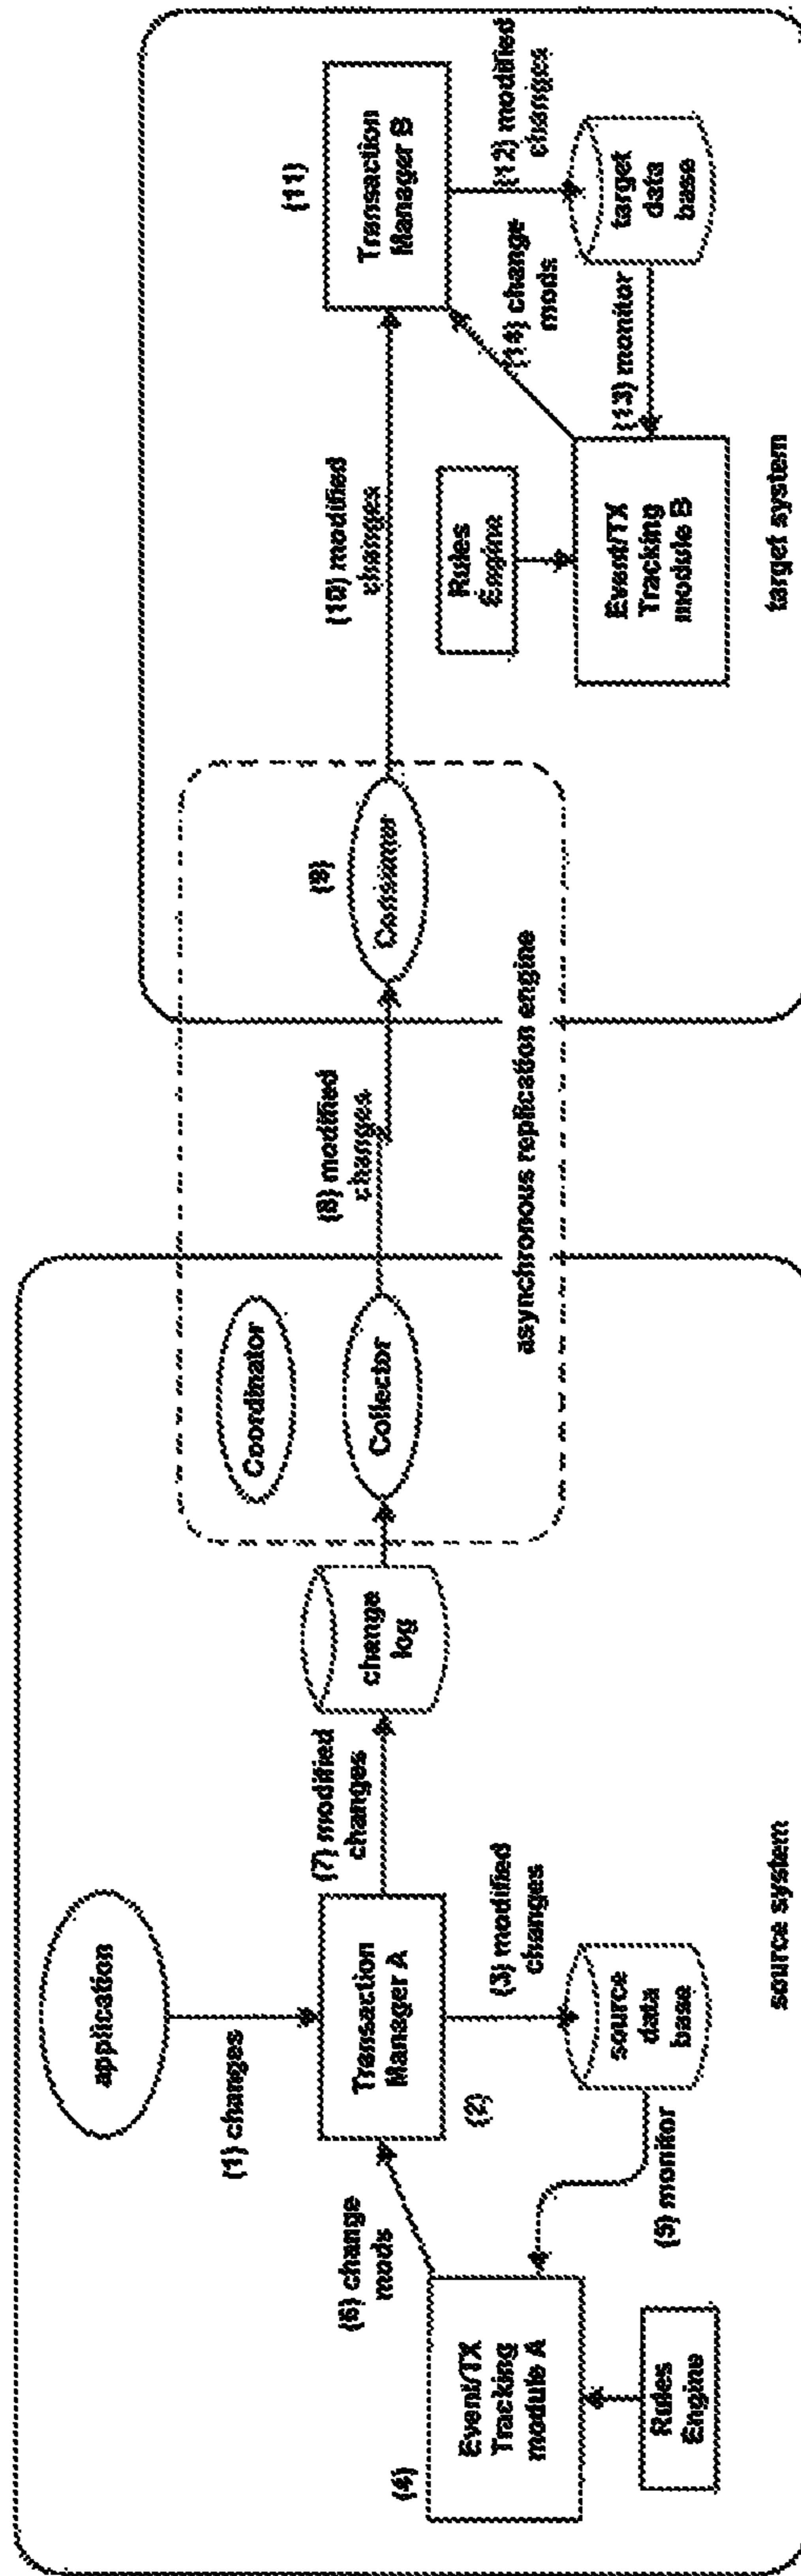 application
(1) changes
Transaction
Manager A
(2)
(3) modified
changes
source
data
base
(4)
Event/TX
Tracking
module A
Rules
Engine
(5) monitor
(6) change
mods
(7) modified
changes
change
log
source system
Coordinator
Collector
(8) modified
changes
asynchronous replication engine
(9)
Consumer
(10) modified
changes
(11)
Transaction
Manager B
(12) modified
changes
target
data
base
(13) monitor
(14) change
mods
Rules
Engine
Event/TX
Tracking
module B
target system